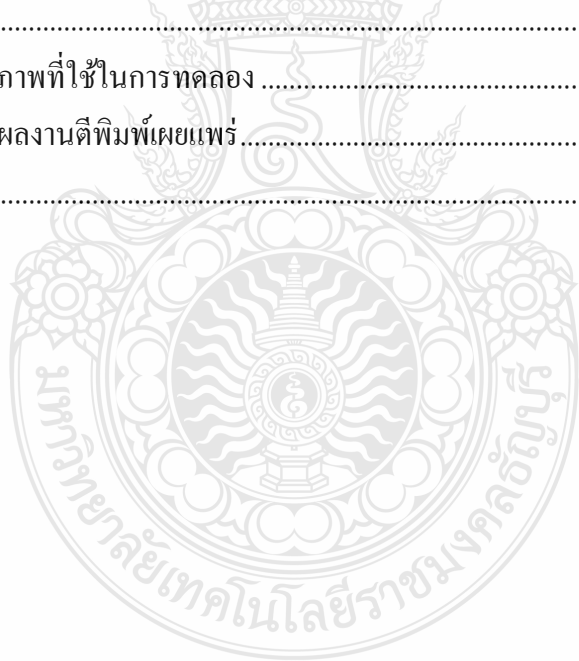 ................................................................
ภาพที่ใช้ในการทดลอง ................................................
ผลงานตีพิมพ์เผยแพร่...................................................
................................................................
มหาวิทยาลัยเทคโนโลยีราชมงคลธัญบุรี